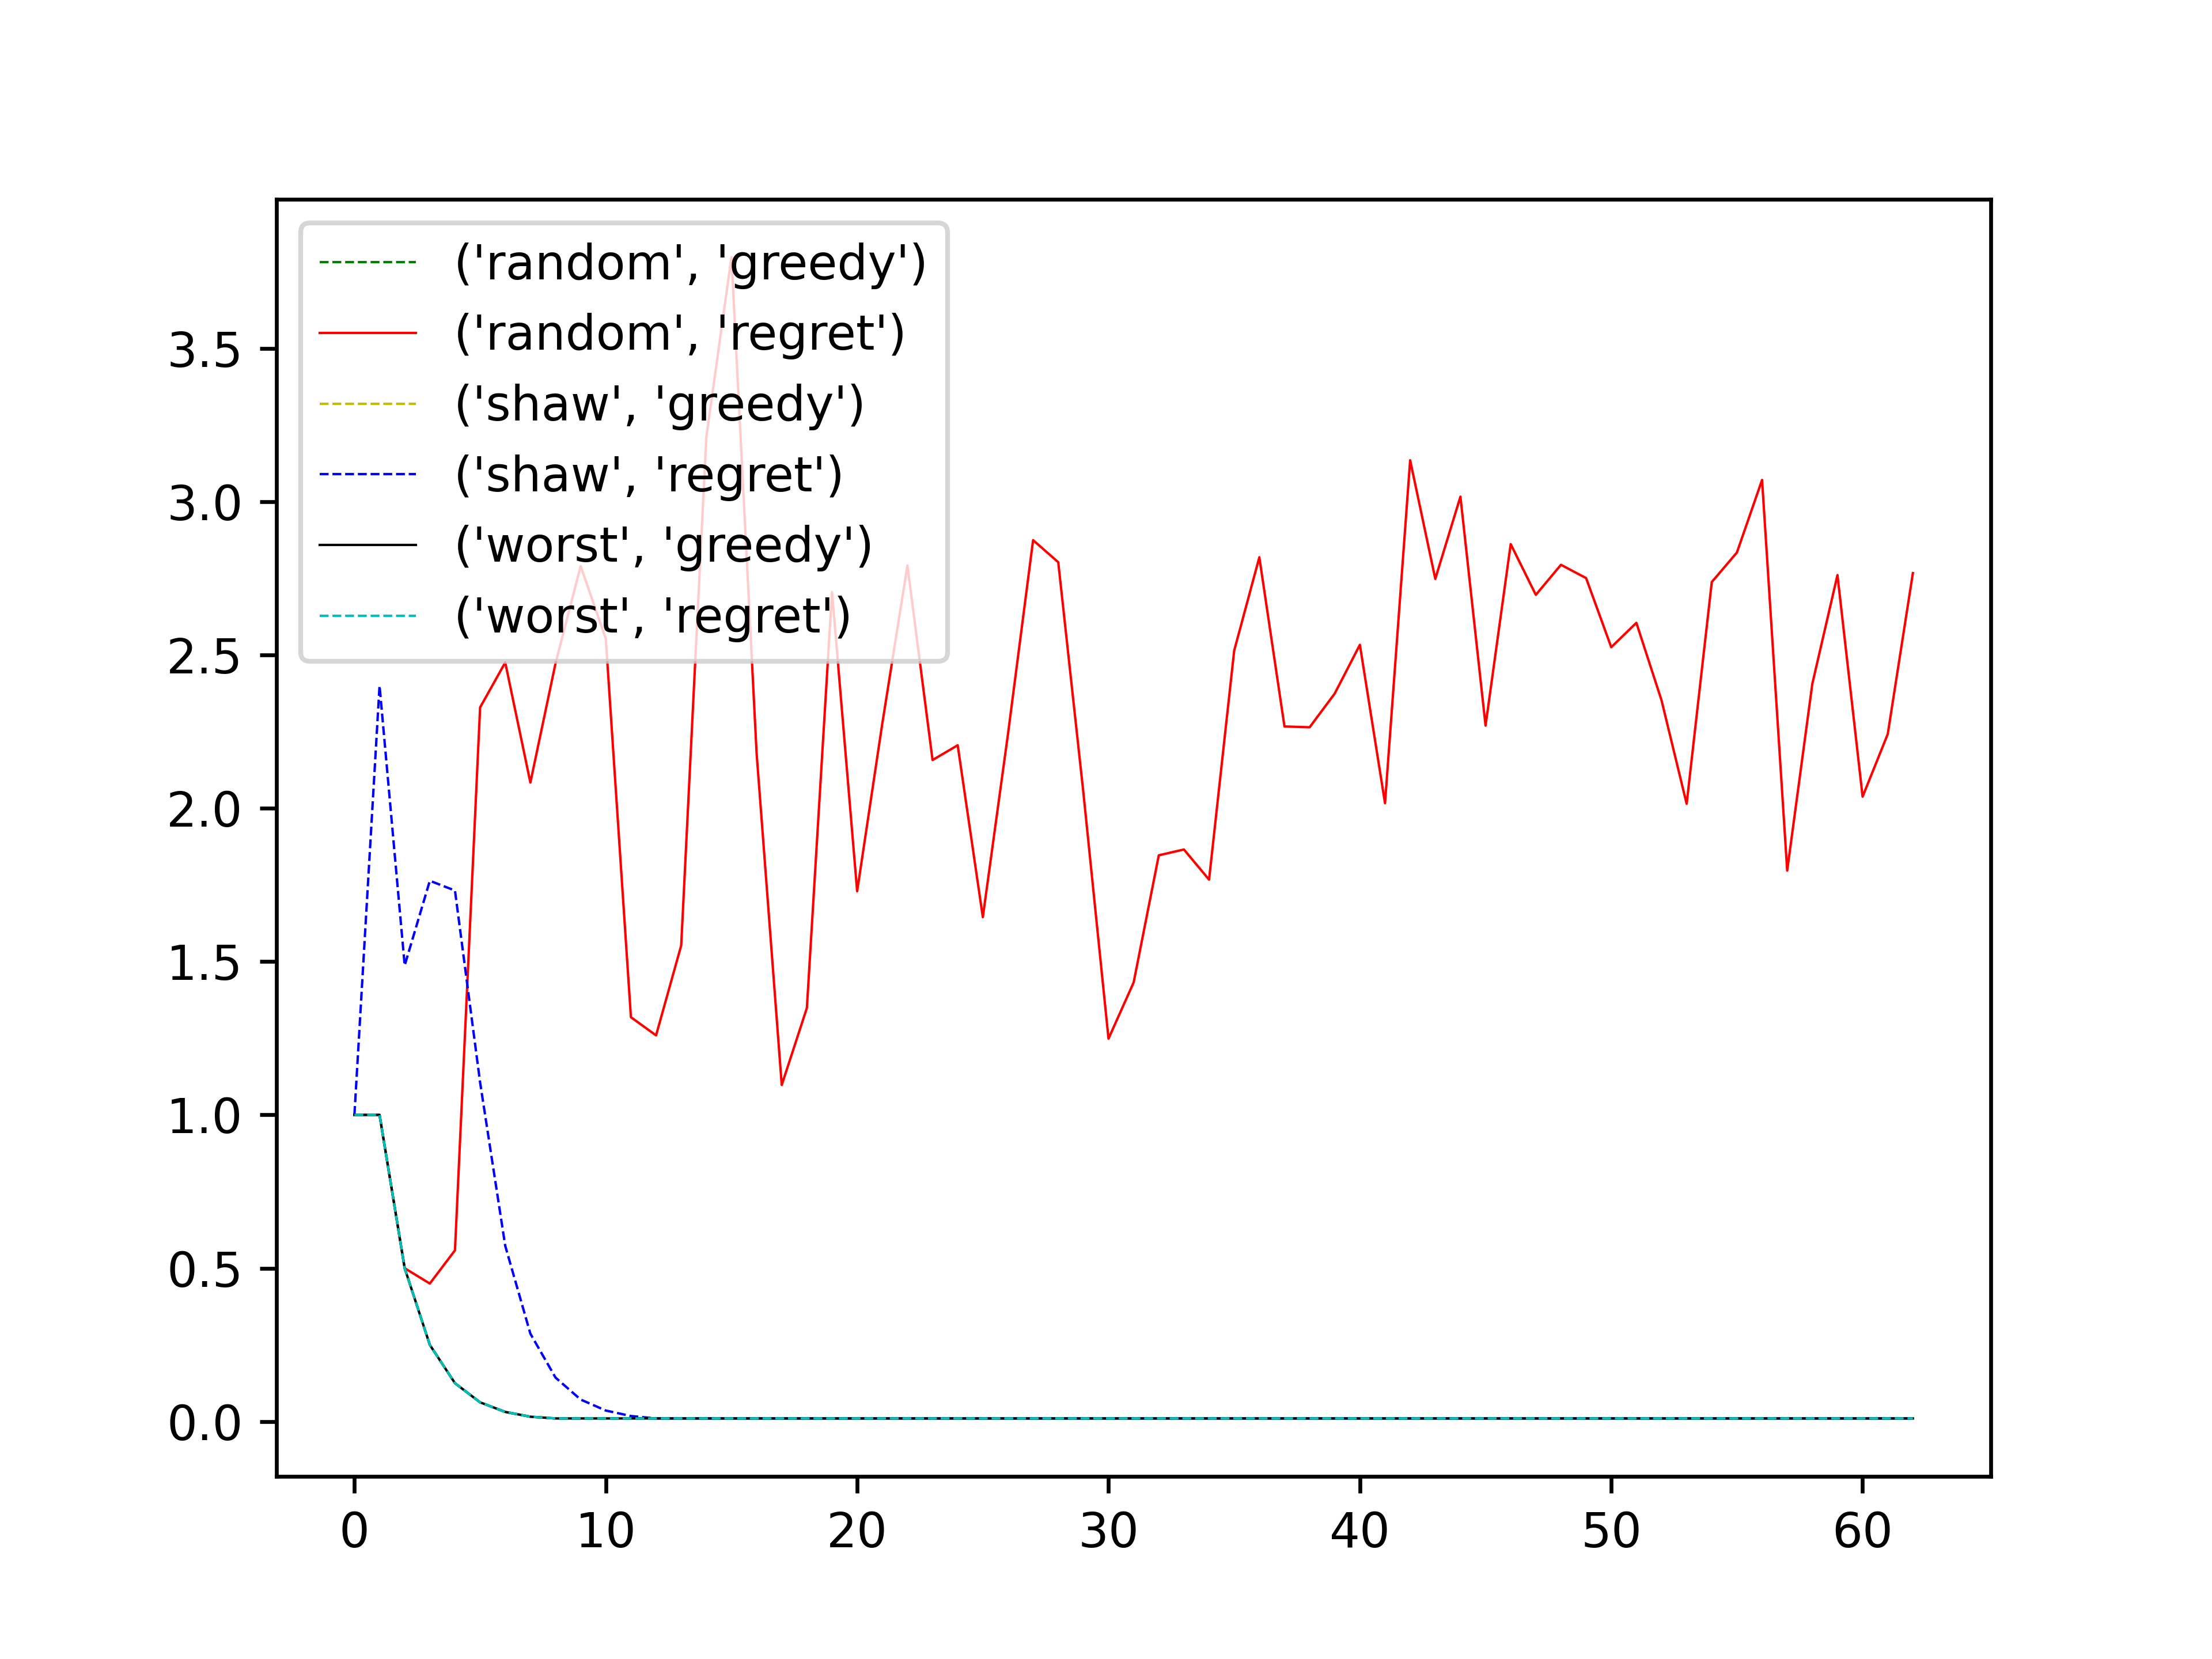 ('random', 'greedy')
('random', 'regret')
('shaw', 'greedy')
('shaw', 'regret')
('worst', 'greedy')
('worst', 'regret')
3.5
3.0
2.5
2.0
1.5
1.0
0.5
0.0
0 10 20 30 40 50 60